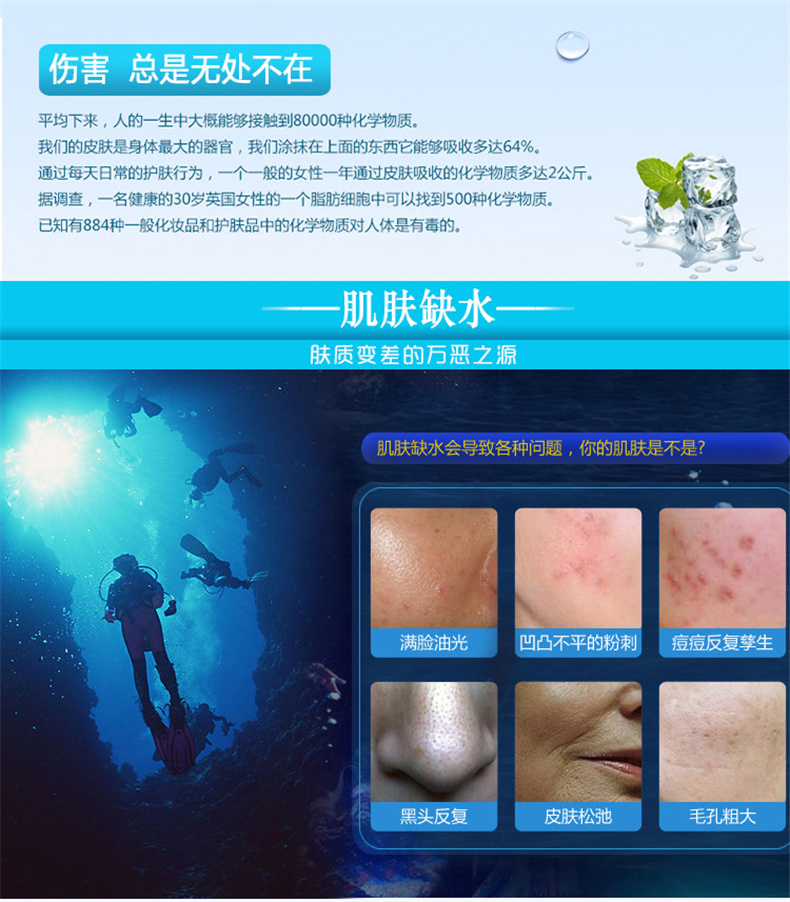 伤害 总是无处不在
平均下来，人的一生中大概能够接触到80000种化学物质。
我们的皮肤是身体最大的器官，我们涂抹在上面的东西它能够吸收多达64%。
通过每天日常的护肤行为，一个一般的女性一年通过皮肤吸收的化学物质多达2公斤。
据调查，一名健康的30岁英国女性的一个脂肪细胞中可以找到500种化学物质。
已知有884种一般化妆品和护肤品中的化学物质对人体是有毒的。
——肌肤缺水——
肤质变差的万恶之源
肌肤缺水会导致各种问题，你的肌肤是不是?
满脸油光
凹凸不平的粉刺
痘痘反复孳生
黑头反复
皮肤松弛
毛孔粗大